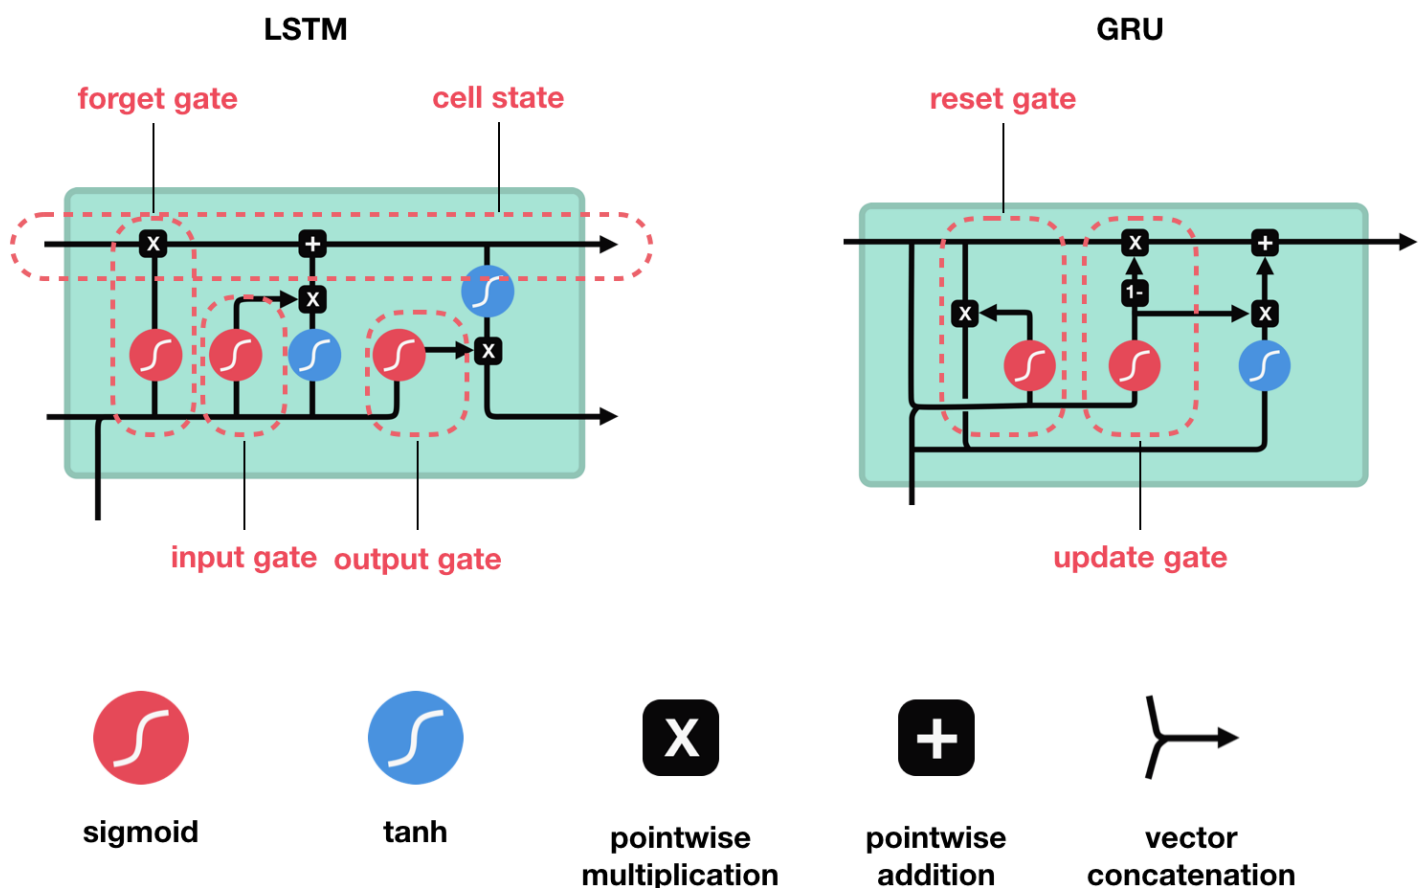 LSTM
GRU
forget gate
cell state
reset gate
X
+
X
X
X
1-
X
+
X
input gate
output gate
update gate
X
+
sigmoid
tanh
pointwise
multiplication
pointwise
addition
vector
concatenation